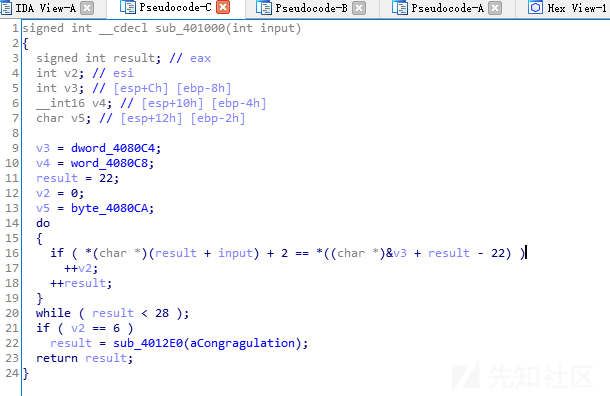 IDA View-A Pseudocode-C Pseudocode-B Pseudocode-A Hex View-1
1 signed int __cdecl sub_401000(int input)
2 {
3 signed int result; // eax
4 int v2; // esi
5 int v3; // [esp+Ch] [ebp-8h]
6 __int16 v4; // [esp+10h] [ebp-4h]
7 char v5; // [esp+12h] [ebp-2h]
8
9 v3 = dword_4080C4;
10 v4 = word_4080C8;
11 result = 22;
12 v2 = 0;
13 v5 = byte_4080CA;
14 do
15 {
16 if ( *(char *)(result + input) + 2 == *((char *)&v3 + result - 22) )
17 ++v2;
18 ++result;
19 }
20 while ( result < 28 );
21 if ( v2 == 6 )
22 result = sub_4012E0(aCongragulation);
23 return result;
24 }
先知社区